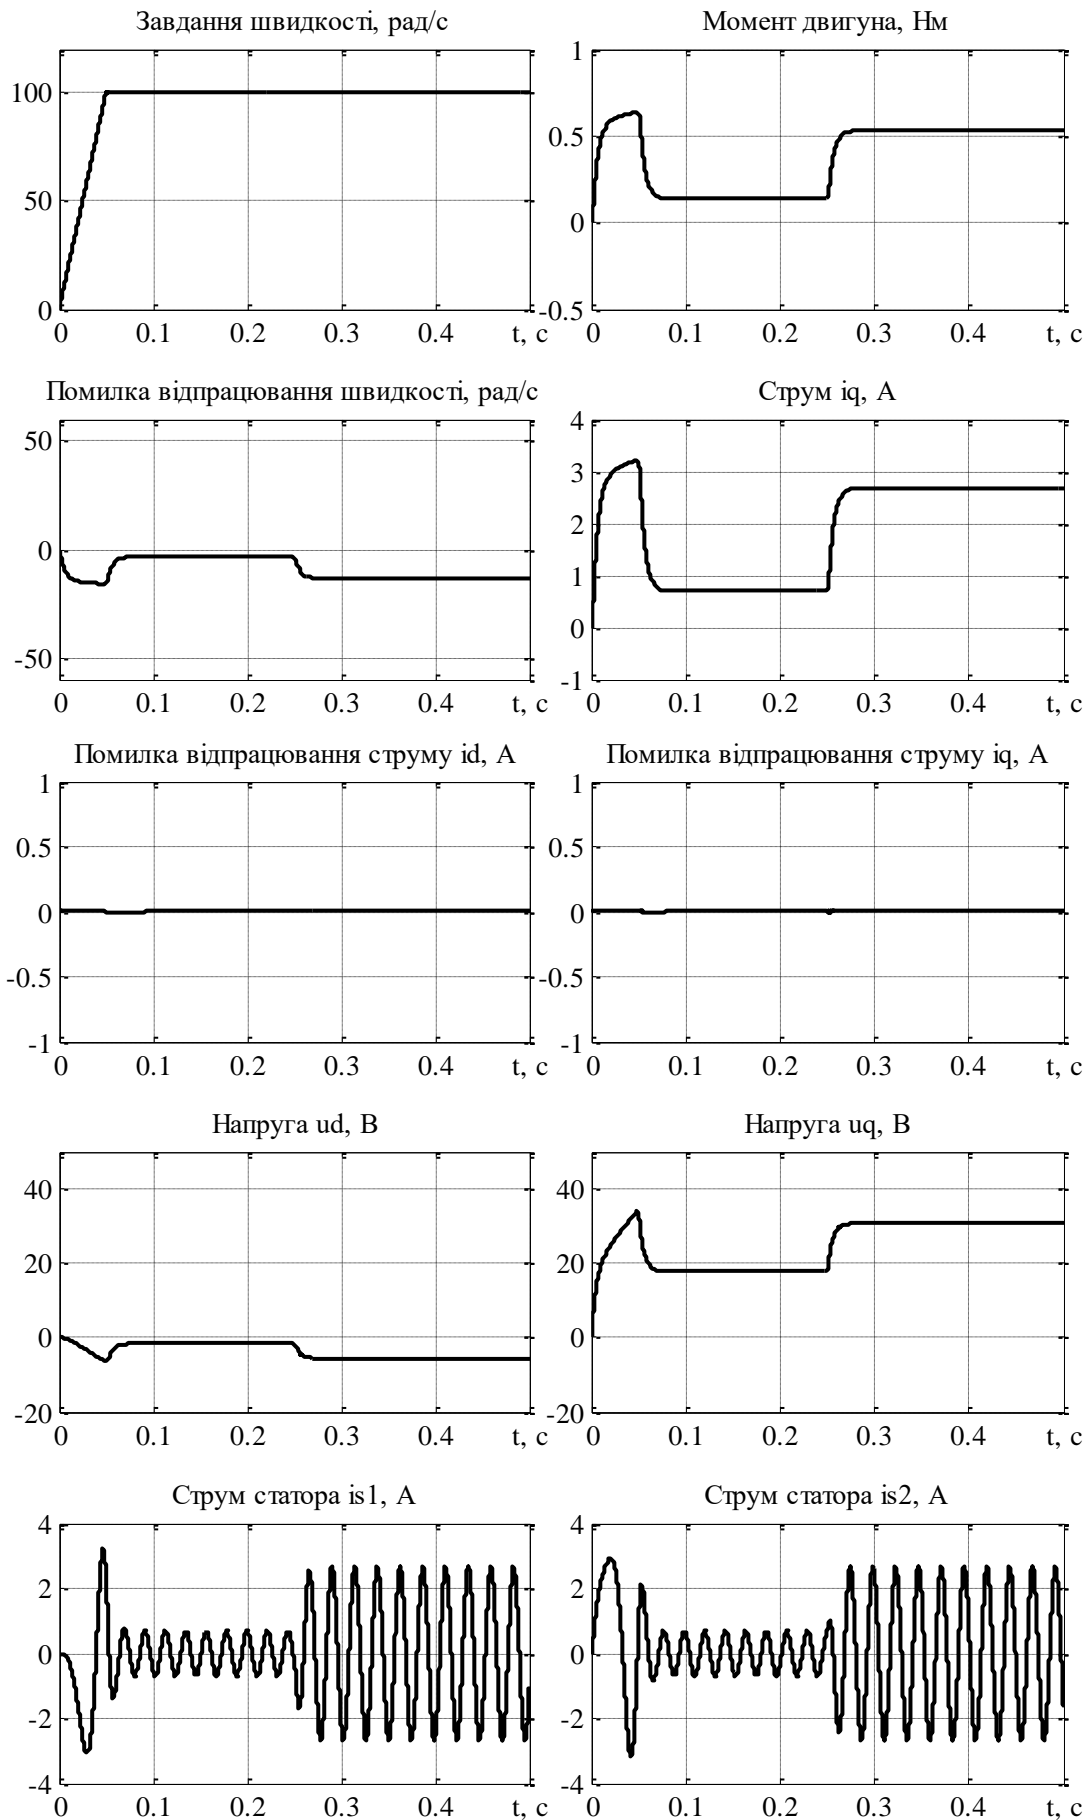 Завдання швидкості, рад/с
100
50
0
0 0.1 0.2 0.3 0.4 t, с
Момент двигуна, Нм
1
0.5
0
-0.5
0 0.1 0.2 0.3 0.4 t, с
Помилка відпрацювання швидкості, рад/с
50
0
-50
0 0.1 0.2 0.3 0.4 t, с
Струм iq, А
4
3
2
1
0
-1
0 0.1 0.2 0.3 0.4 t, с
Помилка відпрацювання струму id, А
1
0.5
0
-0.5
-1
0 0.1 0.2 0.3 0.4 t, с
Помилка відпрацювання струму iq, А
1
0.5
0
-0.5
-1
0 0.1 0.2 0.3 0.4 t, с
Напруга ud, В
40
20
0
-20
0 0.1 0.2 0.3 0.4 t, с
Напруга uq, В
40
20
0
-20
0 0.1 0.2 0.3 0.4 t, с
Струм статора is1, А
4
2
0
-2
-4
0 0.1 0.2 0.3 0.4 t, с
Струм статора is2, А
4
2
0
-2
-4
0 0.1 0.2 0.3 0.4 t, с